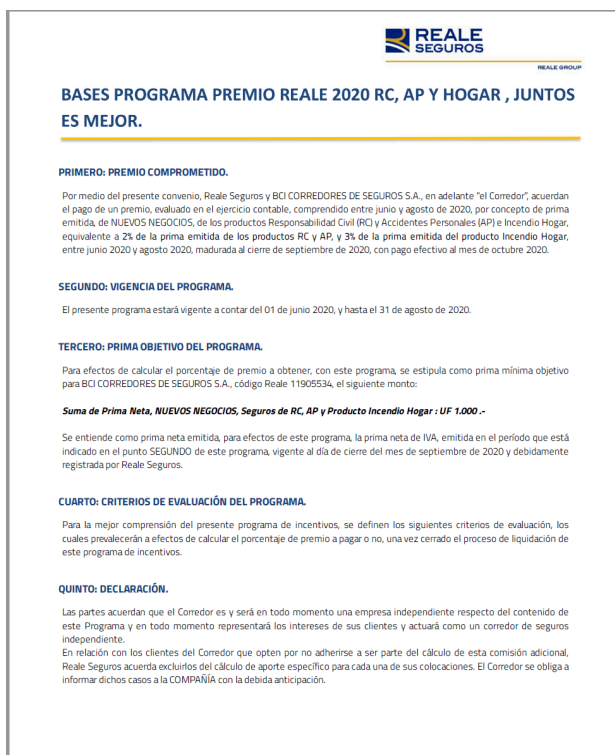 REALE
SEGUROS
REALE GROUP
BASES PROGRAMA PREMIO REALE 2020 RC, AP Y HOGAR , JUNTOS
ES MEJOR.
PRIMERO: PREMIO COMPROMETIDO.
Por medio del presente convenio, Reale Seguros y BCI CORREDORES DE SEGUROS S.A., en adelante "el Corredor", acuerdan
el pago de un premio, evaluado en el ejercicio contable, comprendido entre junio y agosto de 2020, por concepto de prima
emitida, de NUEVOS NEGOCIOS, de los productos Responsabilidad Civil (RC) y Accidentes Personales (AP) e Incendio Hogar,
equivalente a 2% de la prima emitida de los productos RC y AP, y 3% de la prima emitida del producto Incendio Hogar,
entre junio 2020 y agosto 2020, madurada al cierre de septiembre de 2020, con pago efectivo al mes de octubre 2020.
SEGUNDO: VIGENCIA DEL PROGRAMA.
El presente programa estará vigente a contar del 01 de junio 2020, y hasta el 31 de agosto de 2020.
TERCERO: PRIMA OBJETIVO DEL PROGRAMA.
Para efectos de calcular el porcentaje de premio a obtener, con este programa, se estipula como prima mínima objetivo
para BCI CORREDORES DE SEGUROS S.A., código Reale 11905534, el siguiente monto:
Suma de Prima Neta, NUEVOS NEGOCIOS, Seguros de RC, AP y Producto Incendio Hogar : UF 1.000 .-
Se entiende como prima neta emitida, para efectos de este programa, la prima neta de IVA, emitida en el período que está
indicado en el punto SEGUNDO de este programa, vigente al día de cierre del mes de septiembre de 2020 y debidamente
registrada por Reale Seguros.
CUARTO: CRITERIOS DE EVALUACIÓN DEL PROGRAMA.
Para la mejor comprensión del presente programa de incentivos, se definen los siguientes criterios de evaluación, los
cuales prevalecerán a efectos de calcular el porcentaje de premio a pagar o no, una vez cerrado el proceso de liquidación de
este programa de incentivos.
QUINTO: DECLARACIÓN.
Las partes acuerdan que el Corredor es y será en todo momento una empresa independiente respecto del contenido de
este Programa y en todo momento representará los intereses de sus clientes y actuará como un corredor de seguros
independiente.
En relación con los clientes del Corredor que opten por no adherirse a ser parte del cálculo de esta comisión adicional,
Reale Seguros acuerda excluirlos del cálculo de aporte específico para cada una de sus colocaciones. El Corredor se obliga a
informar dichos casos a la COMPAÑÍA con la debida anticipación.